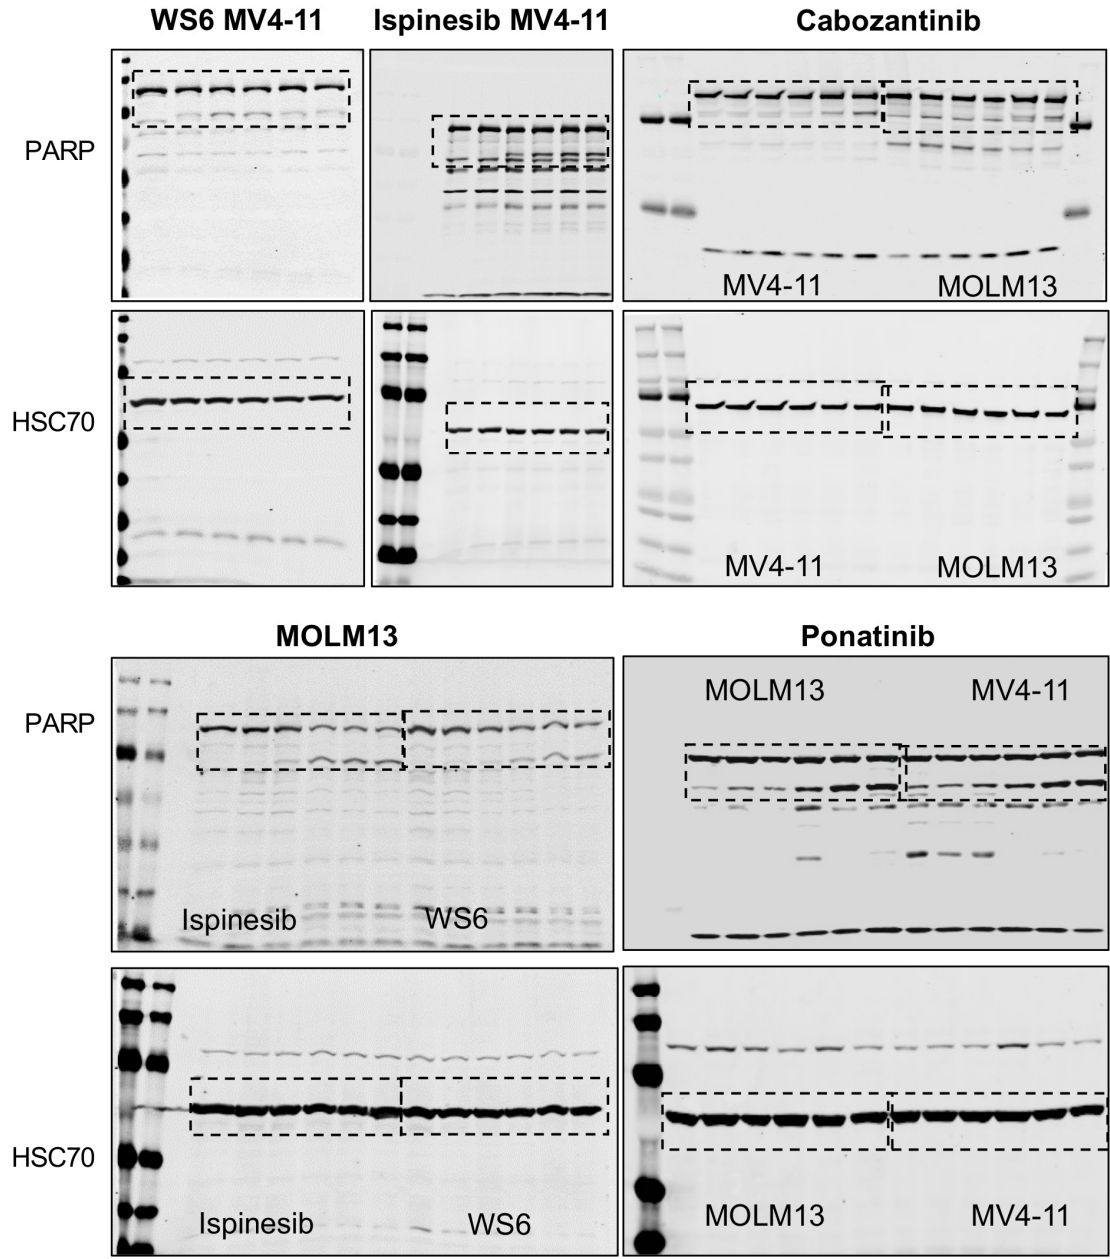 WS6 MV4-11 Ispinesib MV4-11 Cabozantinib
PARP
MV4-11 MOLM13
HSC70
MV4-11 MOLM13
MOLM13 Ponatinib
MOLM13 MV4-11
PARP
Ispinesib WS6
HSC70
Ispinesib WS6 MOLM13 MV4-11